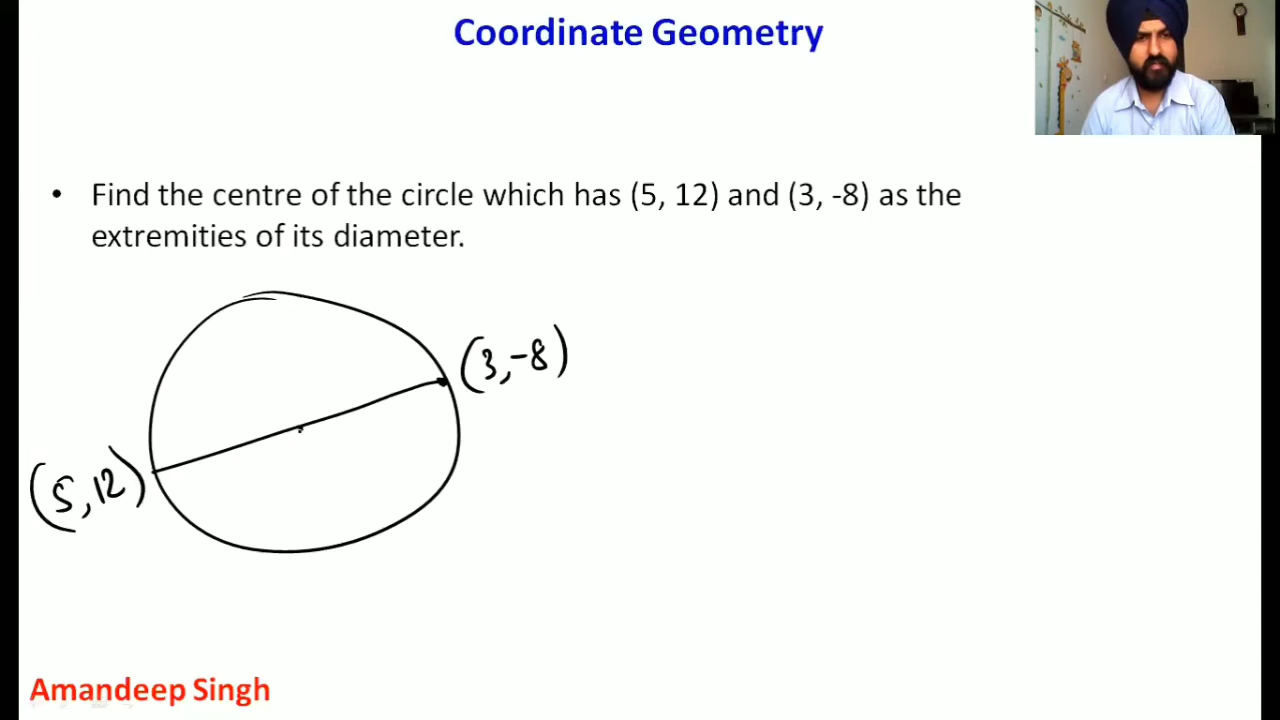 Coordinate Geometry
• Find the centre of the circle which has (5, 12) and (3, -8) as the
extremities of its diameter.
(3,-8)
(5,12)
Amandeep Singh